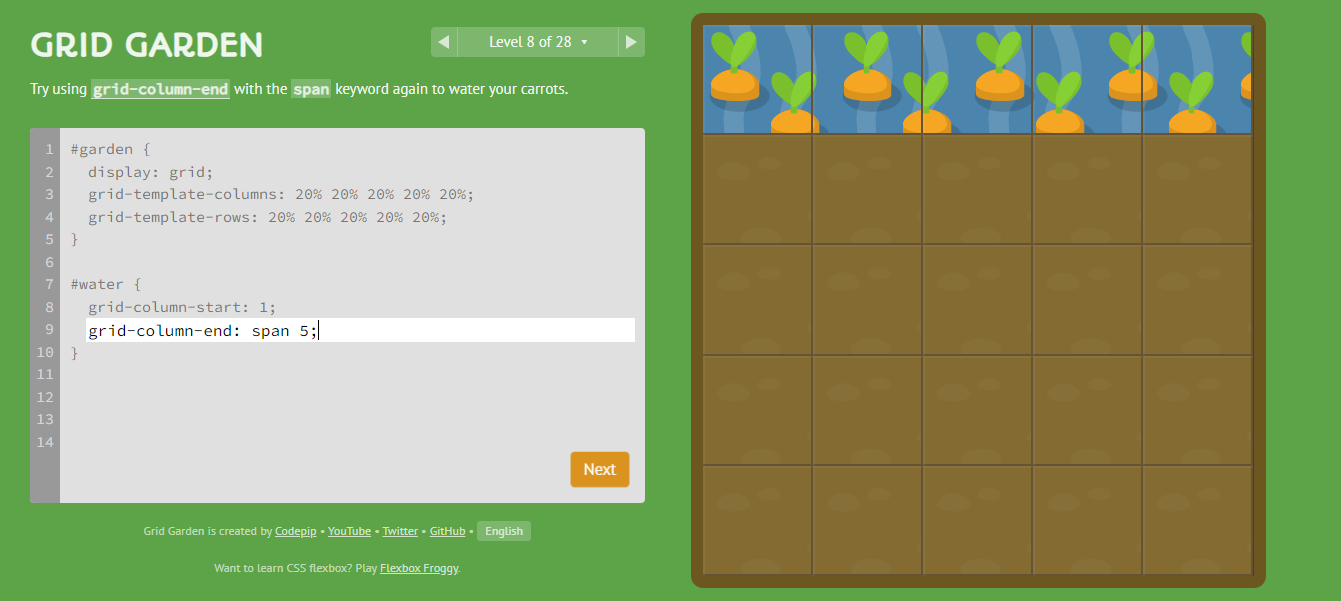 GRID GARDEN
Level 8 of 28
Try using grid-column-end with the span keyword again to water your carrots.
1 #garden {
2 display: grid;
3 grid-template-columns: 20% 20% 20% 20% 20%;
4 grid-template-rows: 20% 20% 20% 20% 20%;
5 }
6
7 #water {
8 grid-column-start: 1;
9 grid-column-end: span 5;
10 }
11
12
13
14
Next
Grid Garden is created by Codepip • YouTube • Twitter • GitHub • English
Want to learn CSS flexbox? Play Flexbox Froggy.